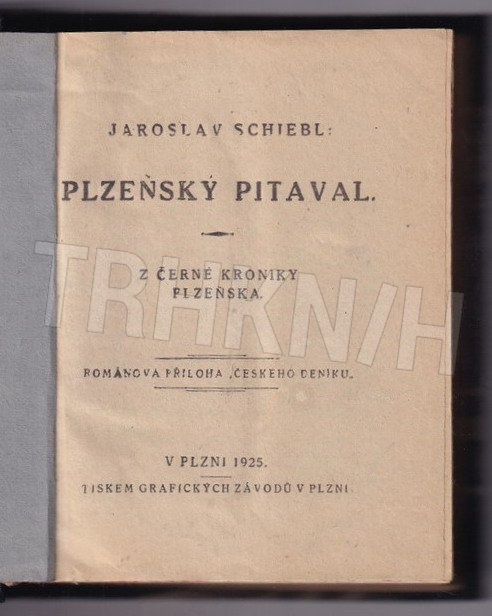 JAROSLAV SCHIEBL:
PLZEŇSKÝ PITAVAL.
Z ČERNÉ KRONIKY
PLZEŇSKA.
ROMÁNOVÁ PŘÍLOHA „ČESKÉHO DENÍKU„
V PLZNI 1925.
TISKEM GRAFICKÝCH ZÁVODŮ V PLZNI.
TRHKNIH